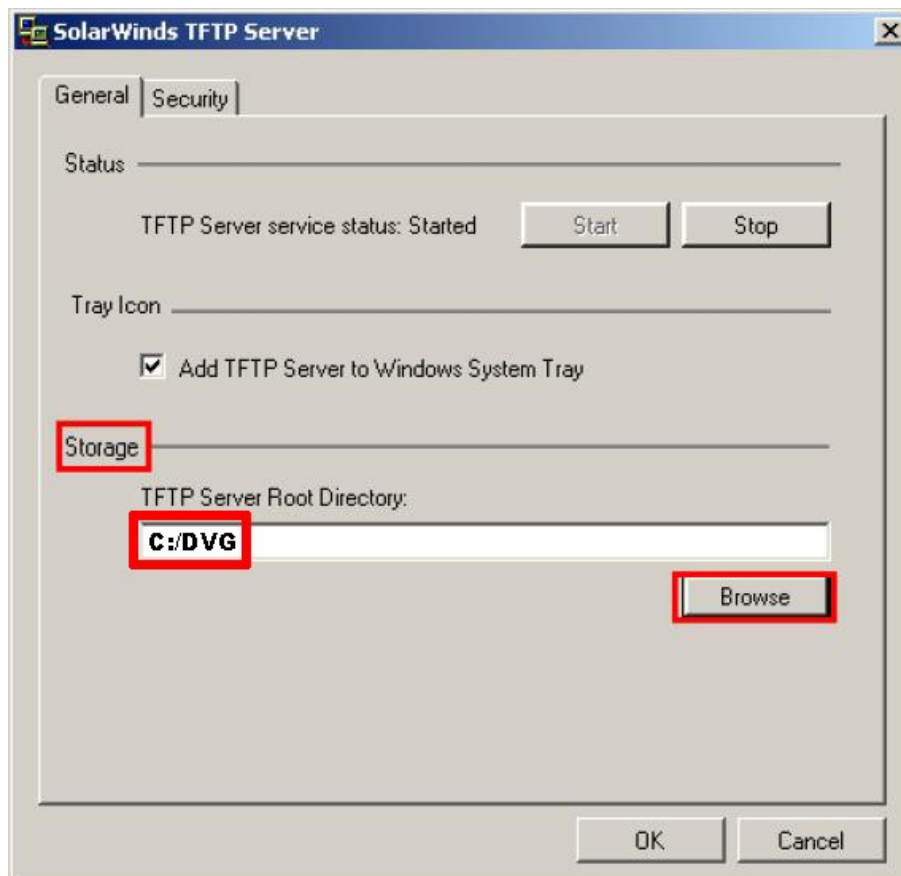 SolarWinds TFTP Server
General Security
Status
TFTP Server service status: Started Start Stop
Tray Icon
Add TFTP Server to Windows System Tray
Storage
TFTP Server Root Directory:
C:/DVG
Browse
OK Cancel